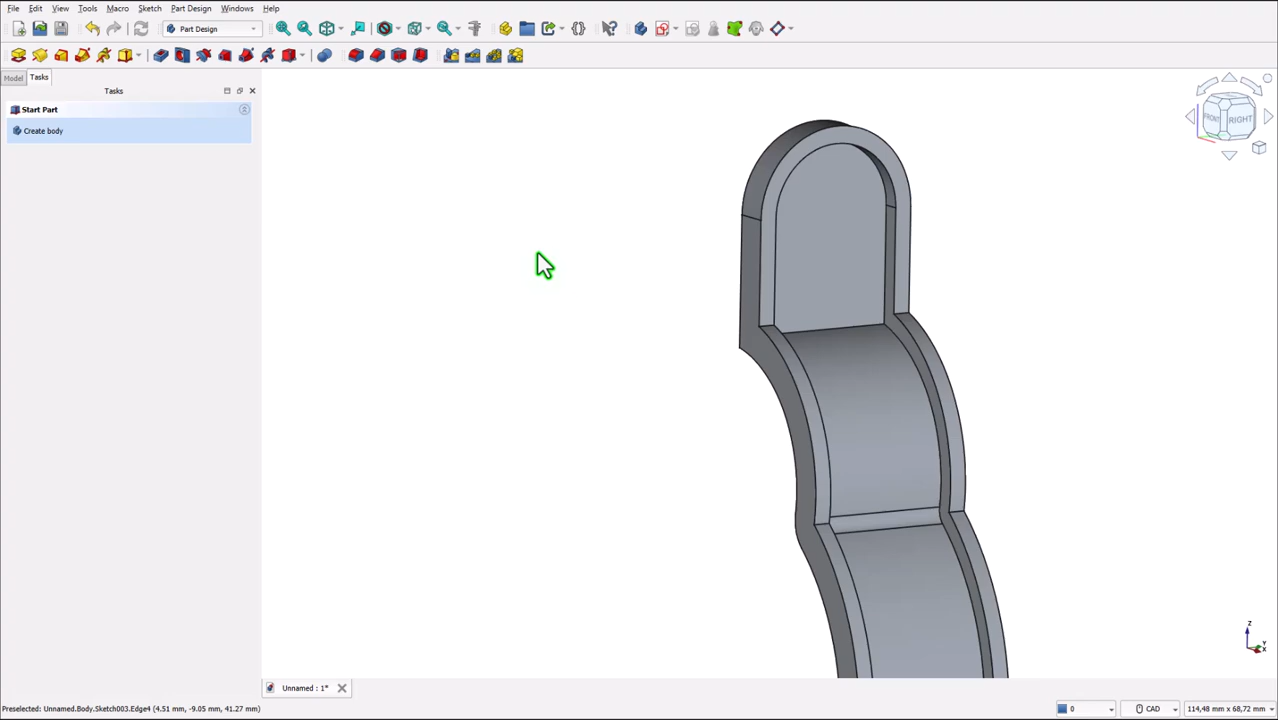 File Edit View Tools Macro Sketch Part Design Windows Help
Part Design
Model Tasks
Tasks
Start Part
Create body
FRONT RIGHT
Z
Y
X
Unnamed : 1*
Preselected: Unnamed.Body.Sketch003.Edge4 (4.51 mm, -9.05 mm, 41.27 mm)
0 CAD 114,48 mm x 68,72 mm